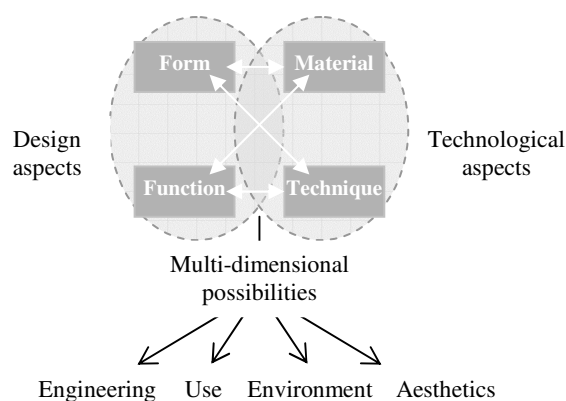 Form Material
Design
aspects
Technological
aspects
Function Technique
Multi-dimensional
possibilities
Engineering Use Environment Aesthetics